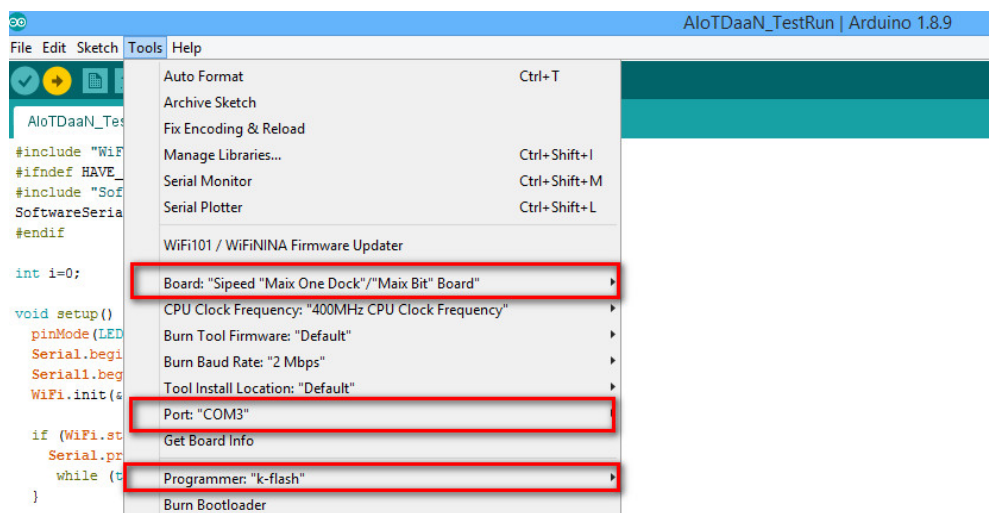 AIoTDaaN_TestRun | Arduino 1.8.9
File Edit Sketch Tools Help
Auto Format Ctrl+T
Archive Sketch
AIoTDaaN_Tes
Fix Encoding & Reload
#include "WiF
Manage Libraries... Ctrl+Shift+I
#ifndef HAVE_
Serial Monitor Ctrl+Shift+M
#include "Sof
Serial Plotter Ctrl+Shift+L
SoftwareSeria
#endif
WiFi101 / WiFiNINA Firmware Updater
int i=0;
Board: "Sipeed "Maix One Dock"/"Maix Bit" Board"
CPU Clock Frequency: "400MHz CPU Clock Frequency"
void setup()
pinMode(LED
Burn Tool Firmware: "Default"
Serial.begi
Burn Baud Rate: "2 Mbps"
Serial1.beg
Tool Install Location: "Default"
WiFi.init(&
Port: "COM3"
if (WiFi.st
Get Board Info
Serial.pr
while (t
Programmer: "k-flash"
}
Burn Bootloader